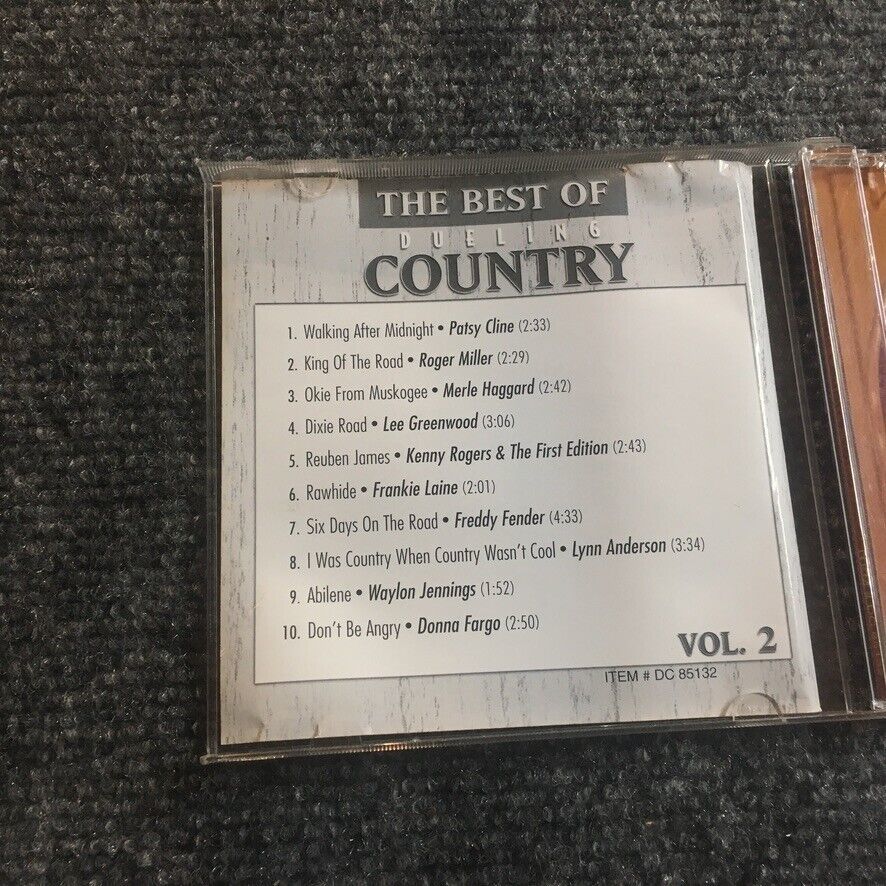 THE BEST OF
DUELING
COUNTRY
1. Walking After Midnight • Patsy Cline (2:33)
2. King Of The Road • Roger Miller (2:29)
3. Okie From Muskogee • Merle Haggard (2:42)
4. Dixie Road • Lee Greenwood (3:06)
5. Reuben James • Kenny Rogers & The First Edition (2:43)
6. Rawhide • Frankie Laine (2:01)
7. Six Days On The Road • Freddy Fender (4:33)
8. I Was Country When Country Wasn't Cool • Lynn Anderson (3:34)
9. Abilene • Waylon Jennings (1:52)
10. Don't Be Angry • Donna Fargo (2:50)
VOL. 2
ITEM # DC 85132